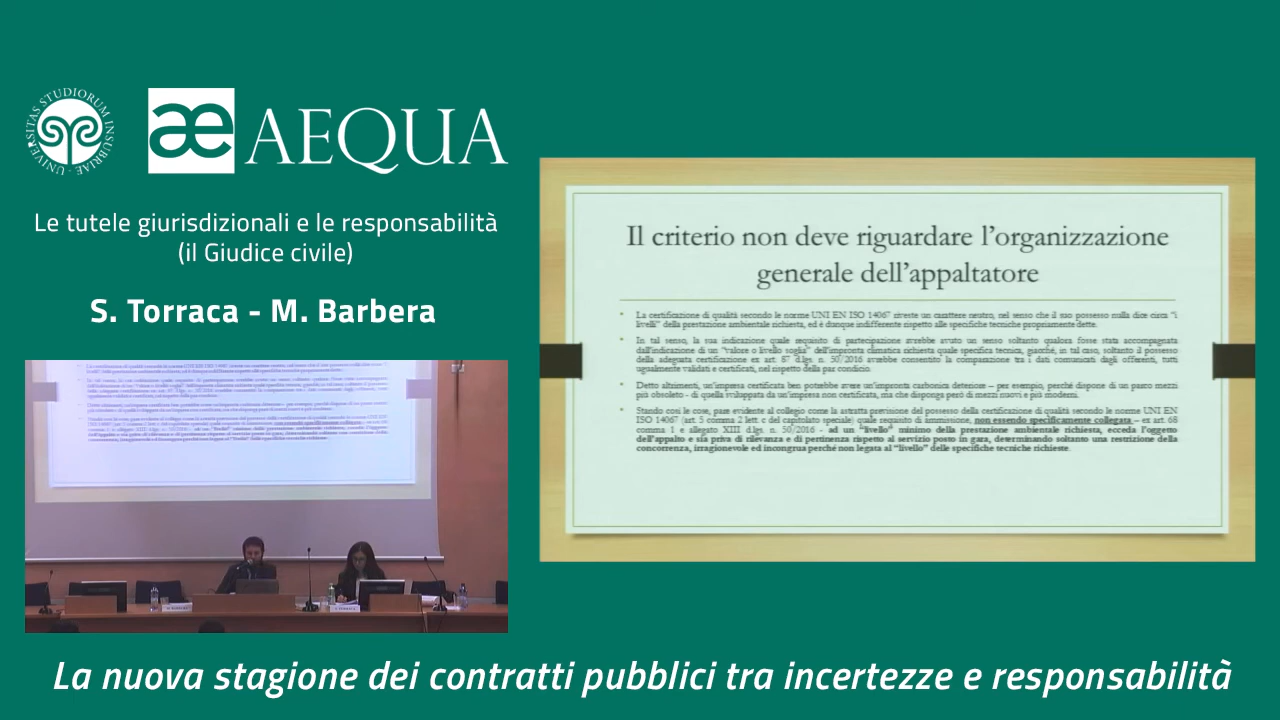 UNIVERSITAS STUDIORUM INSUBRIAE
æ AEQUA
Le tutele giurisdizionali e le responsabilità
(il Giudice civile)
S. Torraca - M. Barbera
Il criterio non deve riguardare l’organizzazione
generale dell’appaltatore
La certificazione di qualità secondo le norme UNI EN ISO 14067 riveste un carattere neutro, nel senso che il suo possesso nulla dice circa “i
livelli” della prestazione ambientale richiesta, ed è dunque indifferente rispetto alle specifiche tecniche propriamente dette.
In tal senso, la sua indicazione quale requisito di partecipazione avrebbe avuto un senso soltanto qualora fosse stata accompagnata
dall’indicazione di un “valore o livello soglia” dell’impronta climatica richiesta quale specifica tecnica, giacché, in tal caso, soltanto il possesso
della adeguata certificazione ex art. 87 d.lgs. n. 50/2016 avrebbe consentito la comparazione tra i dati comunicati dagli offerenti, tutti
ugualmente validati e certificati, nel rispetto della par condicio.
Detto altrimenti, un’impresa certificata ben potrebbe avere un’impronta carbonica deteriore – per esempio, perché dispone di un parco mezzi
più obsoleto - di quella sviluppata da un’impresa non certificata, ma che disponga però di mezzi nuovi e più moderni.
Stando così le cose, pare evidente al collegio come la astratta previsione del possesso della certificazione di qualità secondo le norme UNI EN
ISO 14067 (art. 5 comma 2 lett. c del capitolato speciale) quale requisito di ammissione, non essendo specificamente collegata – ex art. 68
comma 1 e allegato XIII d.lgs. n. 50/2016 - ad un “livello” minimo della prestazione ambientale richiesta, ecceda l’oggetto
dell’appalto e sia priva di rilevanza e di pertinenza rispetto al servizio posto in gara, determinando soltanto una restrizione della
concorrenza, irragionevole ed incongrua perché non legata al “livello” delle specifiche tecniche richieste.
La nuova stagione dei contratti pubblici tra incertezze e responsabilità